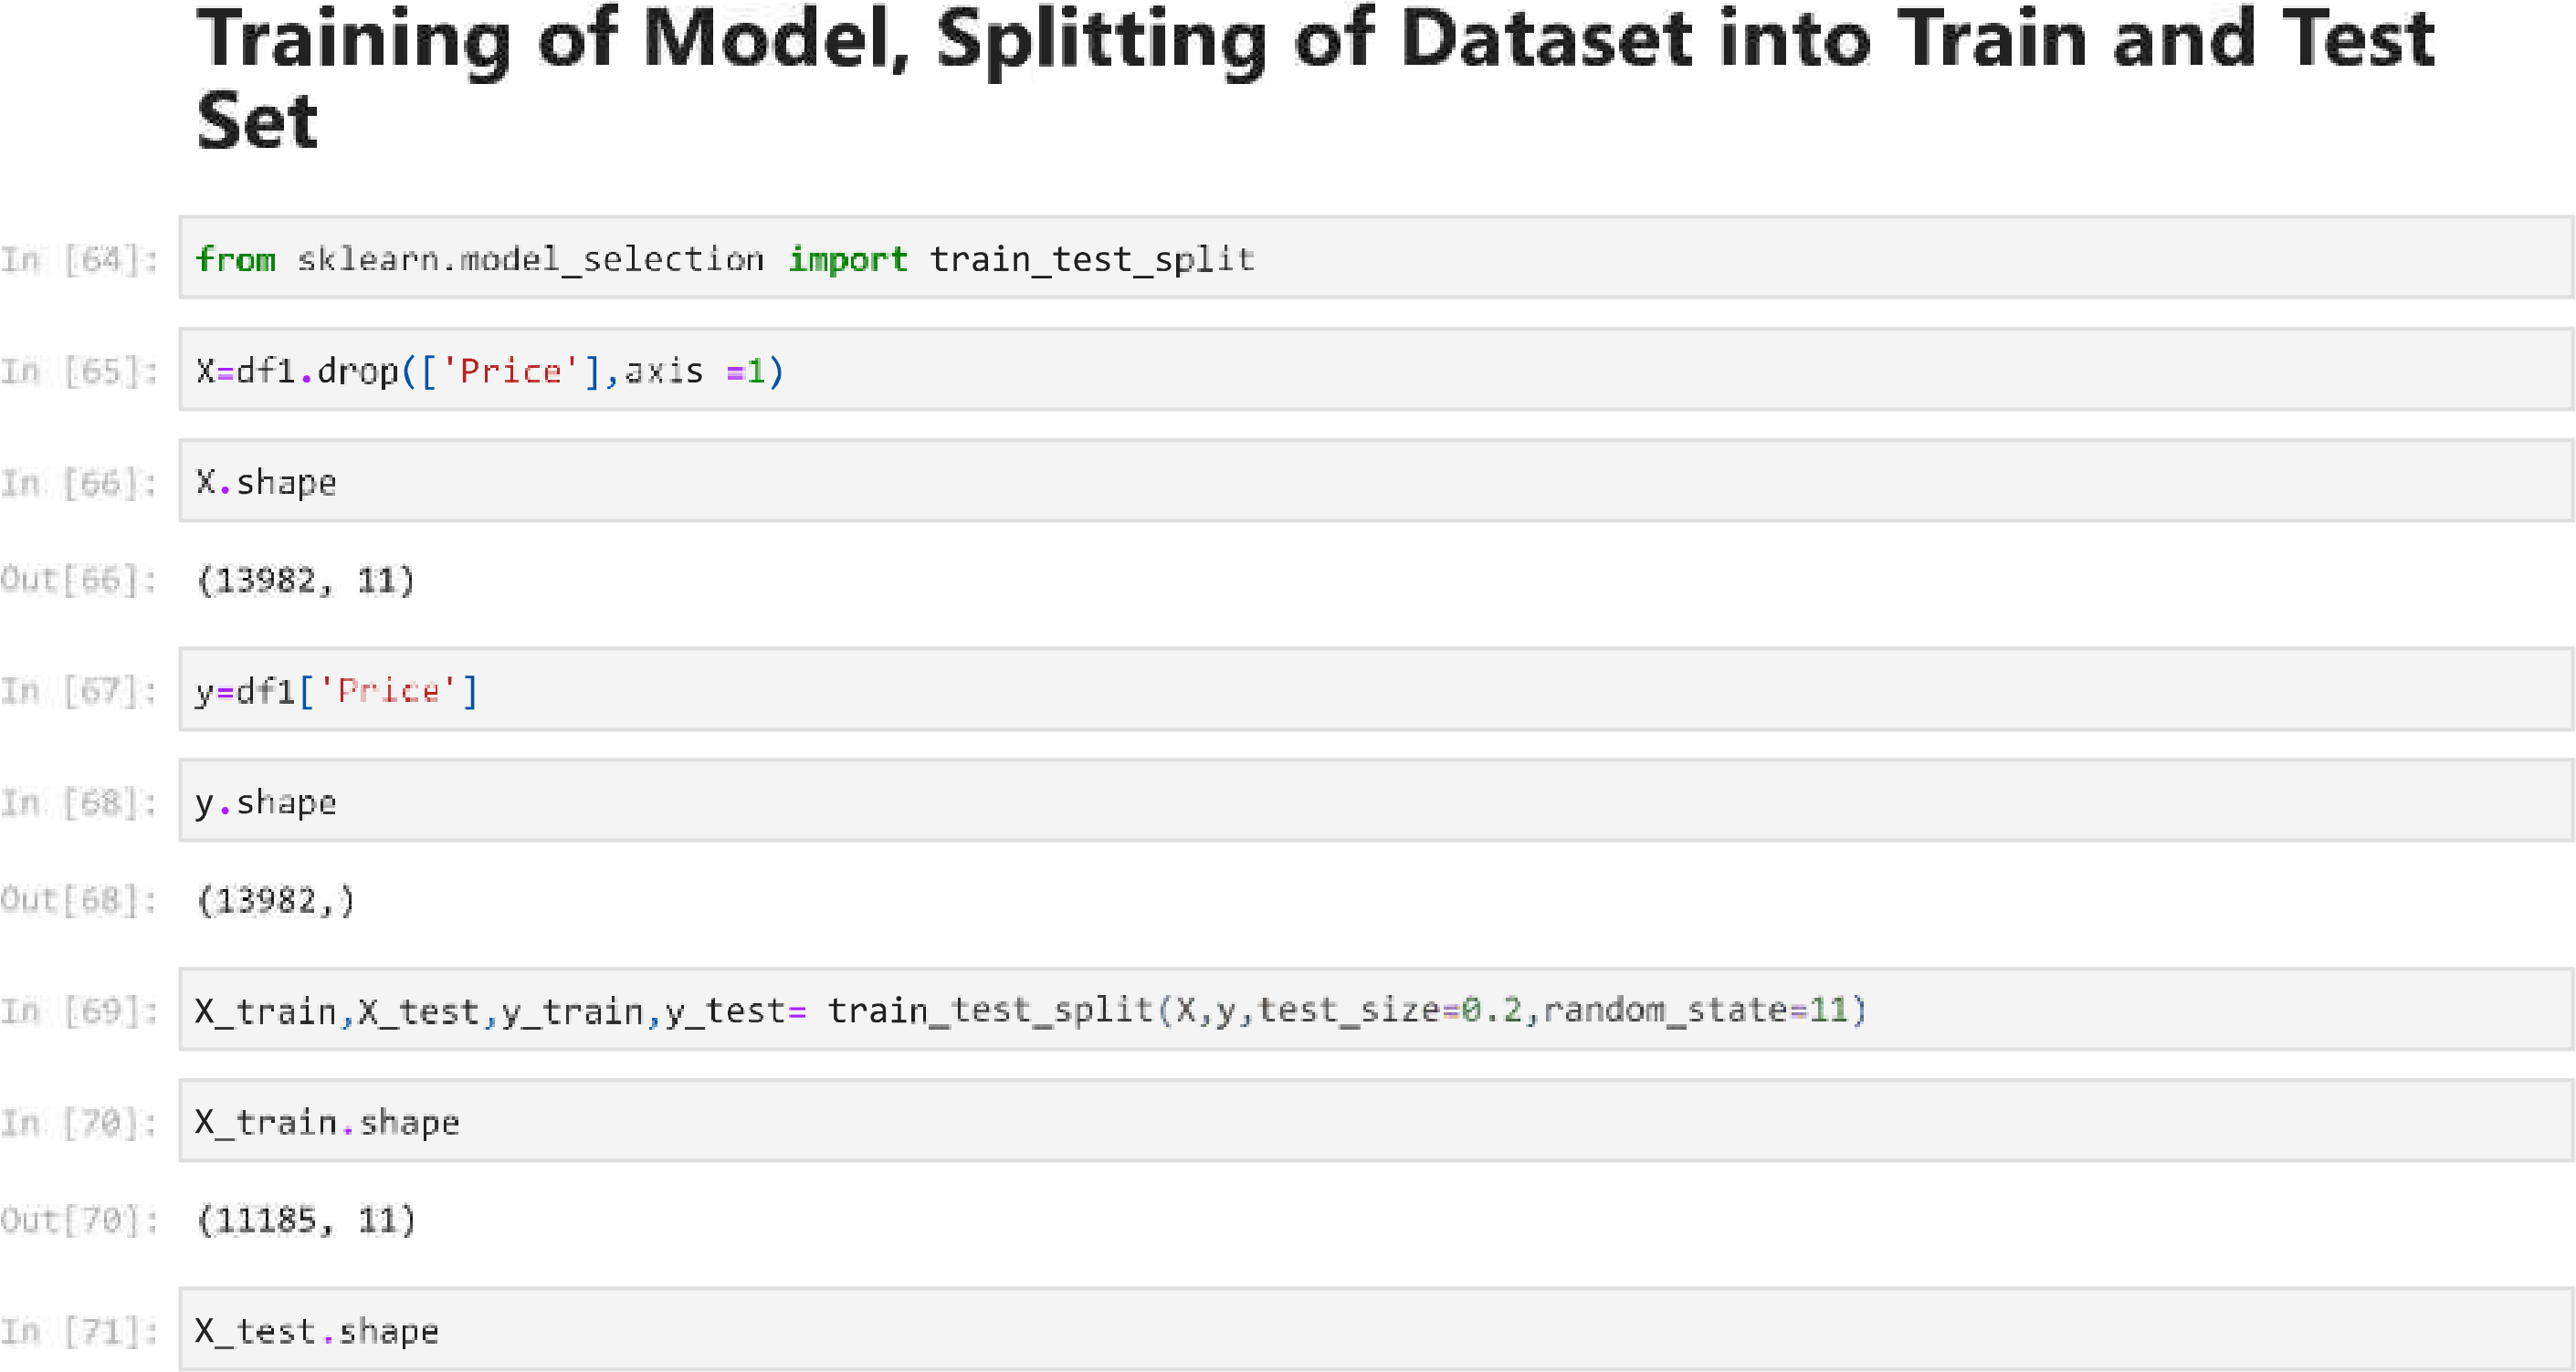 Training of Model, Splitting of Dataset into Train and Test
Set
In [64]: from sklearn.model_selection import train_test_split
In [65]: X=df1.drop(['Price'],axis =1)
In [66]: X.shape
Out[66]: (13982, 11)
In [67]: y=df1['Price']
In [68]: y.shape
Out[68]: (13982,)
In [69]: X_train,X_test,y_train,y_test= train_test_split(X,y,test_size=0.2,random_state=11)
In [70]: X_train.shape
Out[70]: (11185, 11)
In [71]: X_test.shape